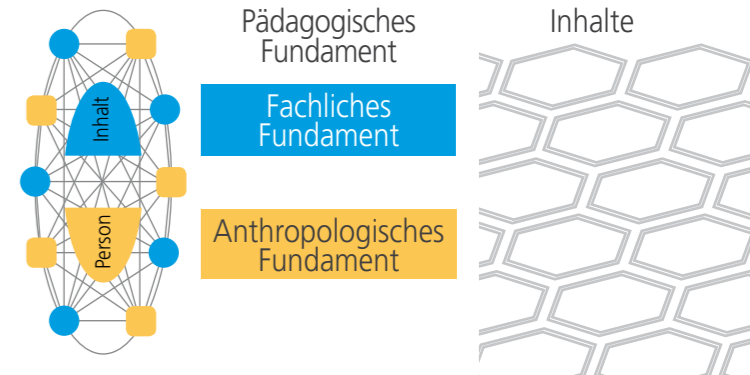 Pädagogisches
Fundament
Inhalte
Inhalt
Fachliches
Fundament
Person
Anthropologisches
Fundament